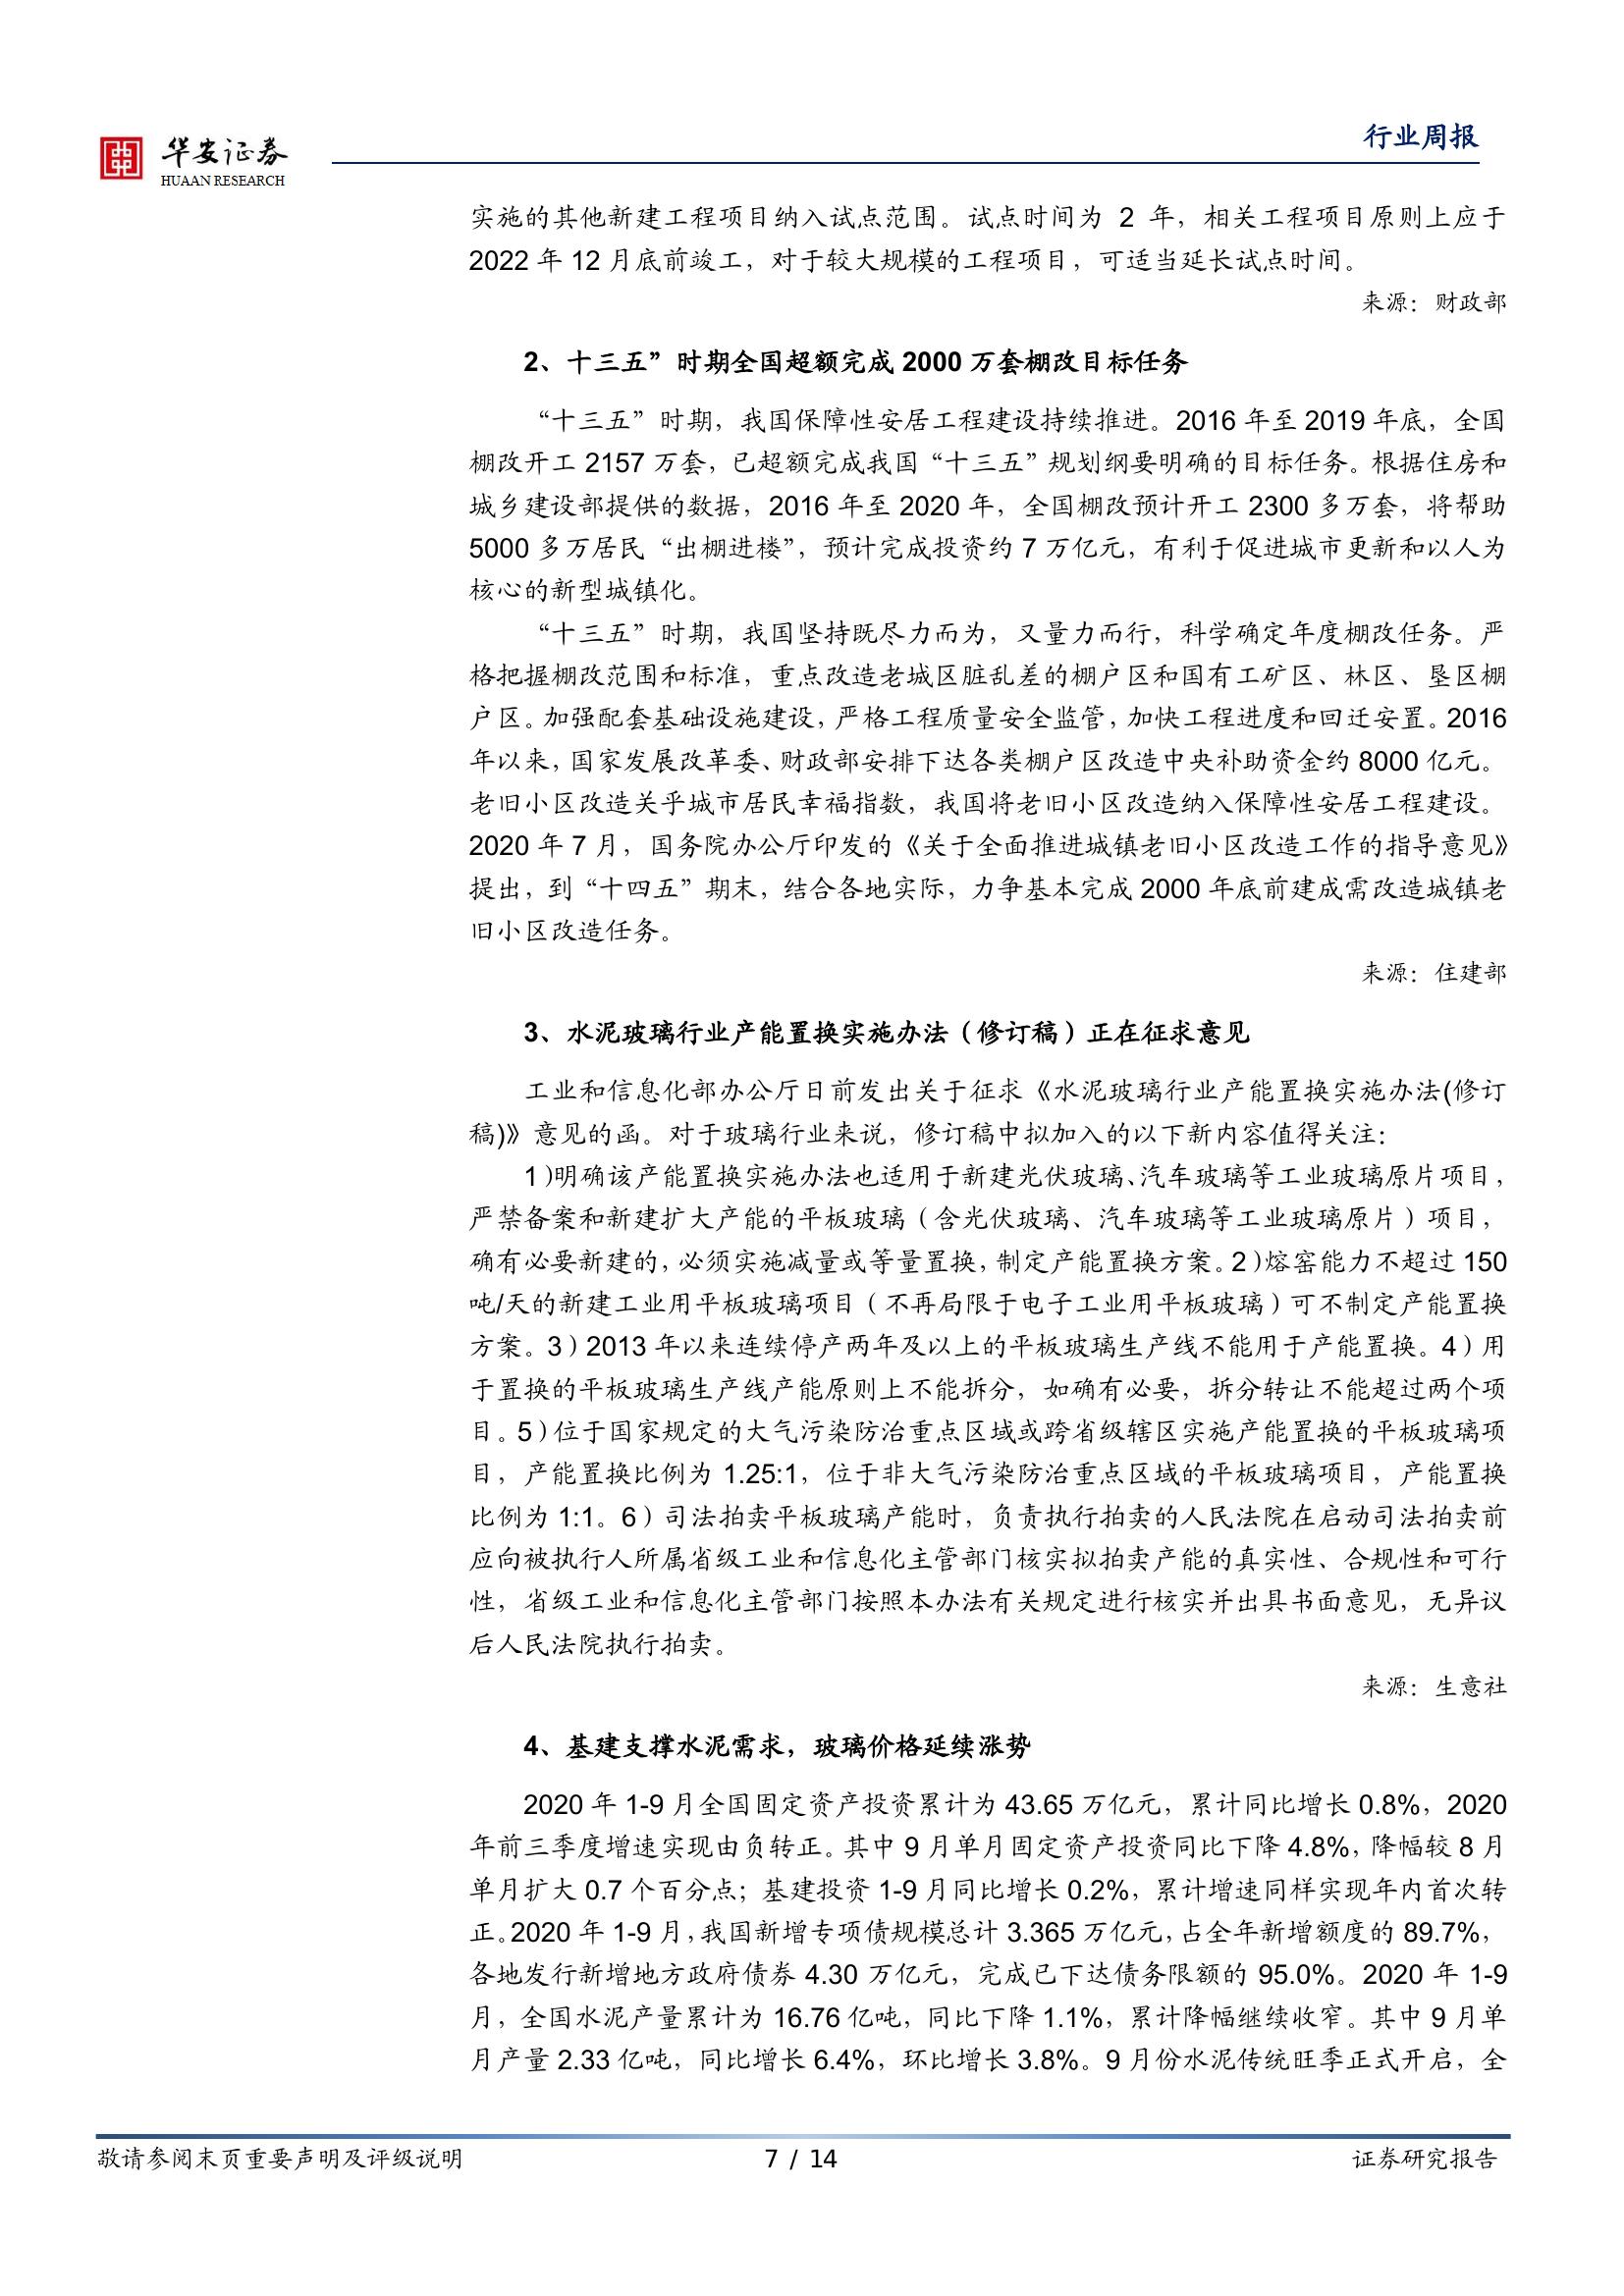 华安证券
HUAAN RESEARCH
行业周报
实施的其他新建工程项目纳入试点范围。试点时间为 2 年，相关工程项目原则上应于
2022 年 12 月底前竣工，对于较大规模的工程项目，可适当延长试点时间。
来源：财政部
2、十三五”时期全国超额完成 2000 万套棚改目标任务
“十三五”时期，我国保障性安居工程建设持续推进。2016 年至 2019 年底，全国
棚改开工 2157 万套，已超额完成我国“十三五”规划纲要明确的目标任务。根据住房和
城乡建设部提供的数据，2016 年至 2020 年，全国棚改预计开工 2300 多万套，将帮助
5000 多万居民“出棚进楼”，预计完成投资约 7 万亿元，有利于促进城市更新和以人为
核心的新型城镇化。
“十三五”时期，我国坚持既尽力而为，又量力而行，科学确定年度棚改任务。严
格把握棚改范围和标准，重点改造老城区脏乱差的棚户区和国有工矿区、林区、垦区棚
户区。加强配套基础设施建设，严格工程质量安全监管，加快工程进度和回迁安置。2016
年以来，国家发展改革委、财政部安排下达各类棚户区改造中央补助资金约 8000 亿元。
老旧小区改造关乎城市居民幸福指数，我国将老旧小区改造纳入保障性安居工程建设。
2020 年 7 月，国务院办公厅印发的《关于全面推进城镇老旧小区改造工作的指导意见》
提出，到“十四五”期末，结合各地实际，力争基本完成 2000 年底前建成需改造城镇老
旧小区改造任务。
来源：住建部
3、水泥玻璃行业产能置换实施办法（修订稿）正在征求意见
工业和信息化部办公厅日前发出关于征求《水泥玻璃行业产能置换实施办法(修订
稿)》意见的函。对于玻璃行业来说，修订稿中拟加入的以下新内容值得关注：
1）明确该产能置换实施办法也适用于新建光伏玻璃、汽车玻璃等工业玻璃原片项目，
严禁备案和新建扩大产能的平板玻璃（含光伏玻璃、汽车玻璃等工业玻璃原片）项目，
确有必要新建的，必须实施减量或等量置换，制定产能置换方案。2）熔窑能力不超过 150
吨/天的新建工业用平板玻璃项目（不再局限于电子工业用平板玻璃）可不制定产能置换
方案。3）2013 年以来连续停产两年及以上的平板玻璃生产线不能用于产能置换。4）用
于置换的平板玻璃生产线产能原则上不能拆分，如确有必要，拆分转让不能超过两个项
目。5）位于国家规定的大气污染防治重点区域或跨省级辖区实施产能置换的平板玻璃项
目，产能置换比例为 1.25:1，位于非大气污染防治重点区域的平板玻璃项目，产能置换
比例为 1:1。6）司法拍卖平板玻璃产能时，负责执行拍卖的人民法院在启动司法拍卖前
应向被执行人所属省级工业和信息化主管部门核实拟拍卖产能的真实性、合规性和可行
性，省级工业和信息化主管部门按照本办法有关规定进行核实并出具书面意见，无异议
后人民法院执行拍卖。
来源：生意社
4、基建支撑水泥需求，玻璃价格延续涨势
2020 年 1-9 月全国固定资产投资累计为 43.65 万亿元，累计同比增长 0.8%，2020
年前三季度增速实现由负转正。其中 9 月单月固定资产投资同比下降 4.8%，降幅较 8 月
单月扩大 0.7 个百分点；基建投资 1-9 月同比增长 0.2%，累计增速同样实现年内首次转
正。2020 年 1-9 月，我国新增专项债规模总计 3.365 万亿元，占全年新增额度的 89.7%，
各地发行新增地方政府债券 4.30 万亿元，完成已下达债务限额的 95.0%。2020 年 1-9
月，全国水泥产量累计为 16.76 亿吨，同比下降 1.1%，累计降幅继续收窄。其中 9 月单
月产量 2.33 亿吨，同比增长 6.4%，环比增长 3.8%。9 月份水泥传统旺季正式开启，全
敬请参阅末页重要声明及评级说明
7 / 14
证券研究报告